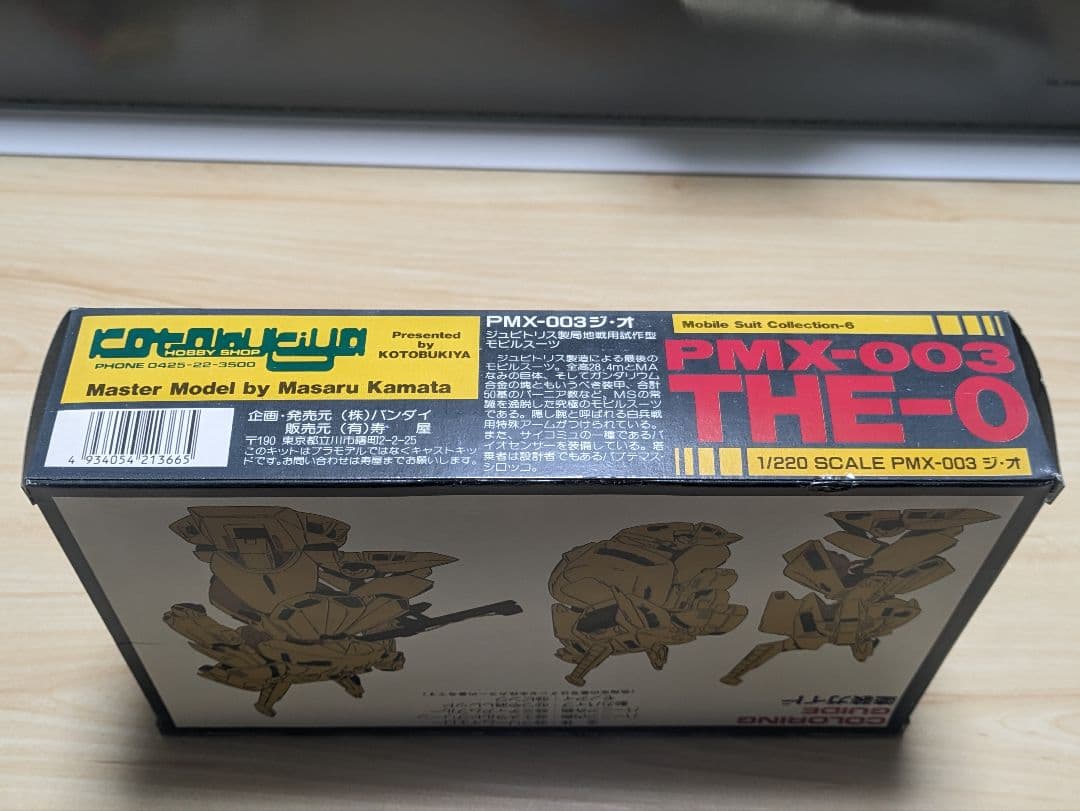 Kotobukiya
HOBBY SHOP
PHONE 0425-22-3500
Presented
by
KOTOBUKIYA
Master Model by Masaru Kamata
4 934054 213665
企画・発売元 (株)バンダイ
販売元 (有)寿 屋
〒190 東京都立川市曙町2-2-25
このキットはプラモデルではなくキャストキッ
トです。お問い合わせは寿屋までお願いします。
PMX-003ジ・オ
ジュピトリス製局地戦用試作型
モビルスーツ
ジュピトリス製造による最後の
モビルスーツ。全高28.4mとMA
なみの巨体、そしてガンダリウム
合金の塊ともいうべき装甲、合計
50基のバーニア数など、MSの常
識を逸脱した究極のモビルスーツ
である。隠し腕と呼ばれる白兵戦
用特殊アームがつけられている。
また、サイコミュの一種であるバ
イオセンサーを装備している。搭
乗者は設計者でもあるパプテマス・
シロッコ。
Mobile Suit Collection-6
PMX-003
THE-O
1/220 SCALE PMX-003 ジ・オ
COLORING
GUIDE
塗装ガイド